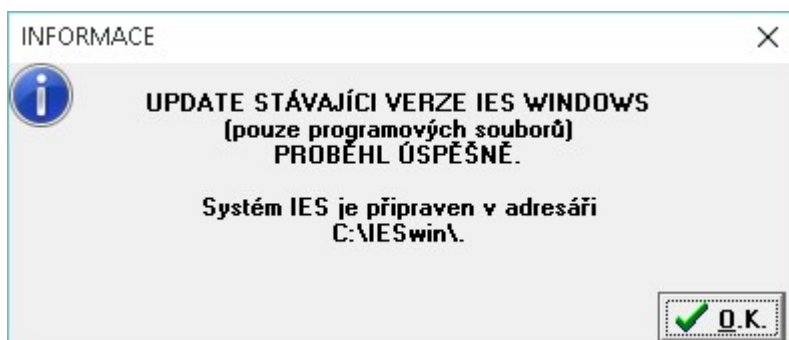 INFORMACE
UPDATE STÁVAJÍCI VERZE IES WINDOWS
(pouze programových souborů)
PROBĚHL ÚSPĚŠNĚ.
Systém IES je připraven v adresáři
C:\IESwin\.
O.K.